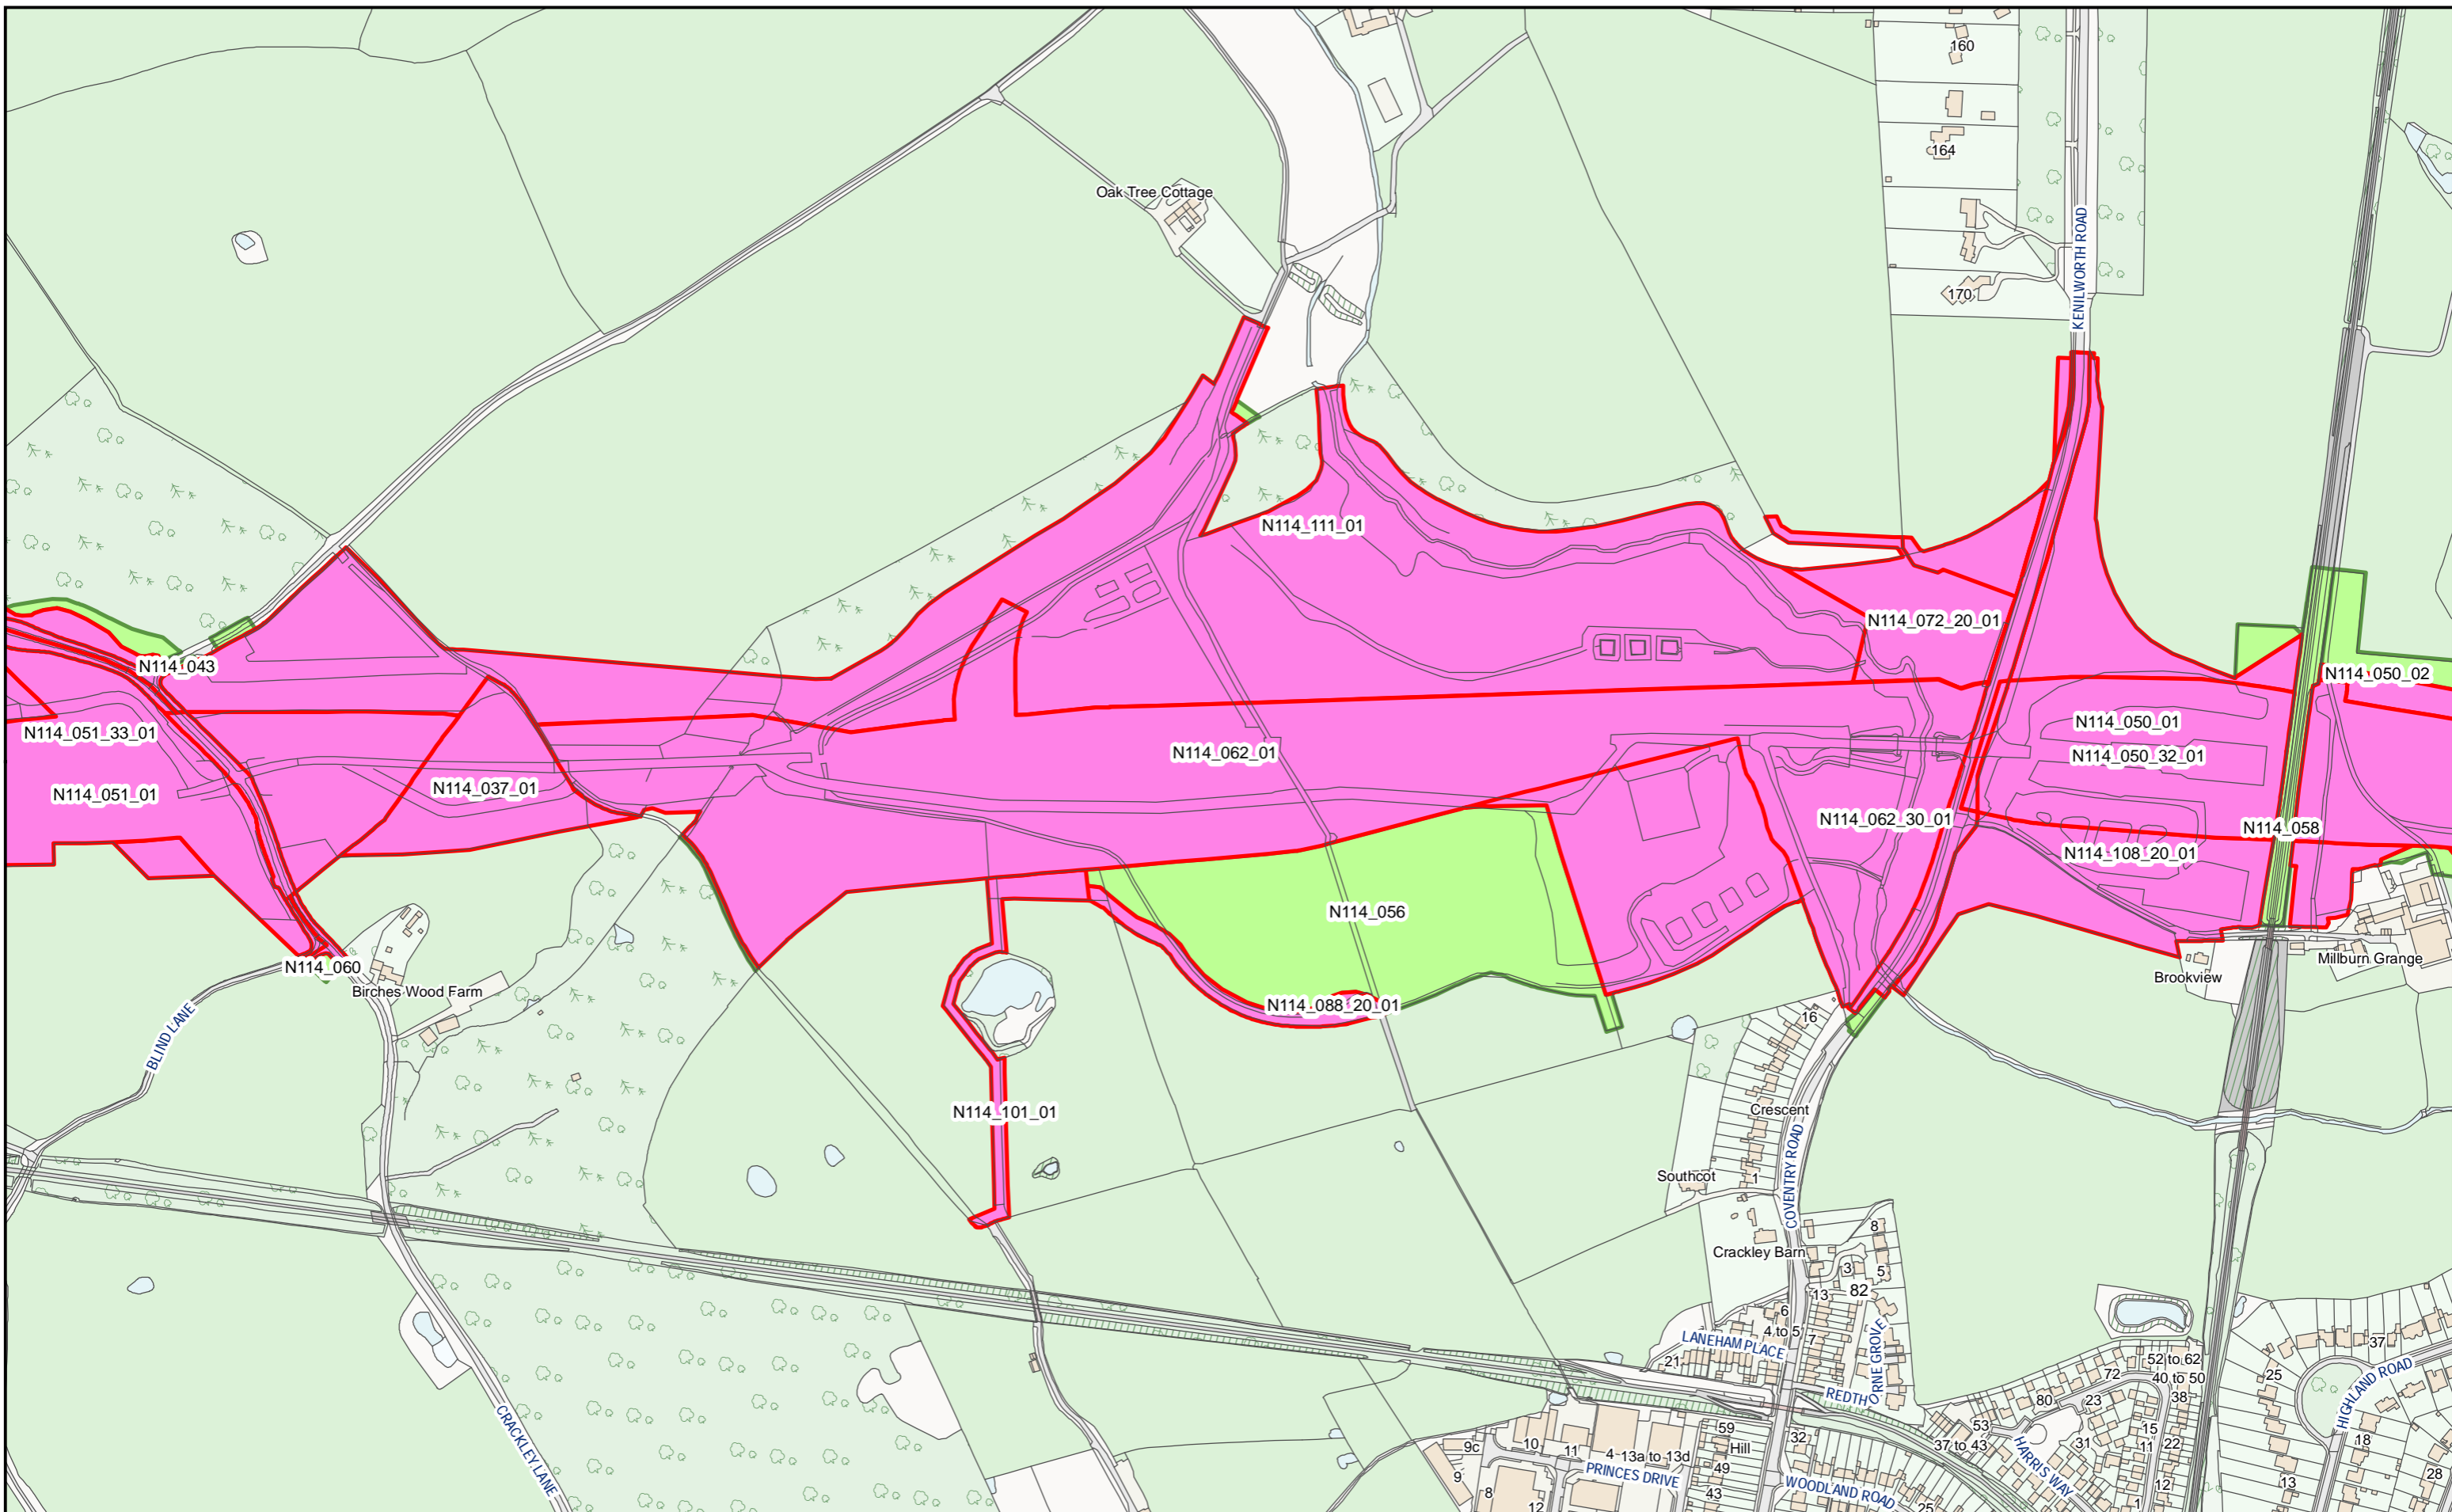 160
164
Oak Tree Cottage
KENILWORTH ROAD
170
N114_111_01
N114_072_20_01
N114_043
N114_050_02
N114_051_33_01
N114_050_01
N114_062_01
N114_050_32_01
N114_037_01
N114_051_01
N114_062_30_01
N114_058
N114_108_20_01
N114_056
Millburn Grange
N114_060
Brookview
Birches Wood Farm
N114_088_20_01
16
BLIND LANE
Crescent
N114_101_01
COVENTRY ROAD
Southcot
1
8
Crackley Barn
3
5
82
13
6
4 to 5
7
LANEHAM PLACE
ORNE GROVE
21
REDTH
37
52 to 62
HIGHLAND ROAD
72
25
40 to 50
38
80
23
CRACKLEY LANE
53
59
15
9c
10
11
4
13a to 13d
Hill
32
37 to 43
31
11
22
18
HARRIS WAY
9
PRINCES DRIVE
49
WOODLAND ROAD
28
8
43
12
13
12
25
1